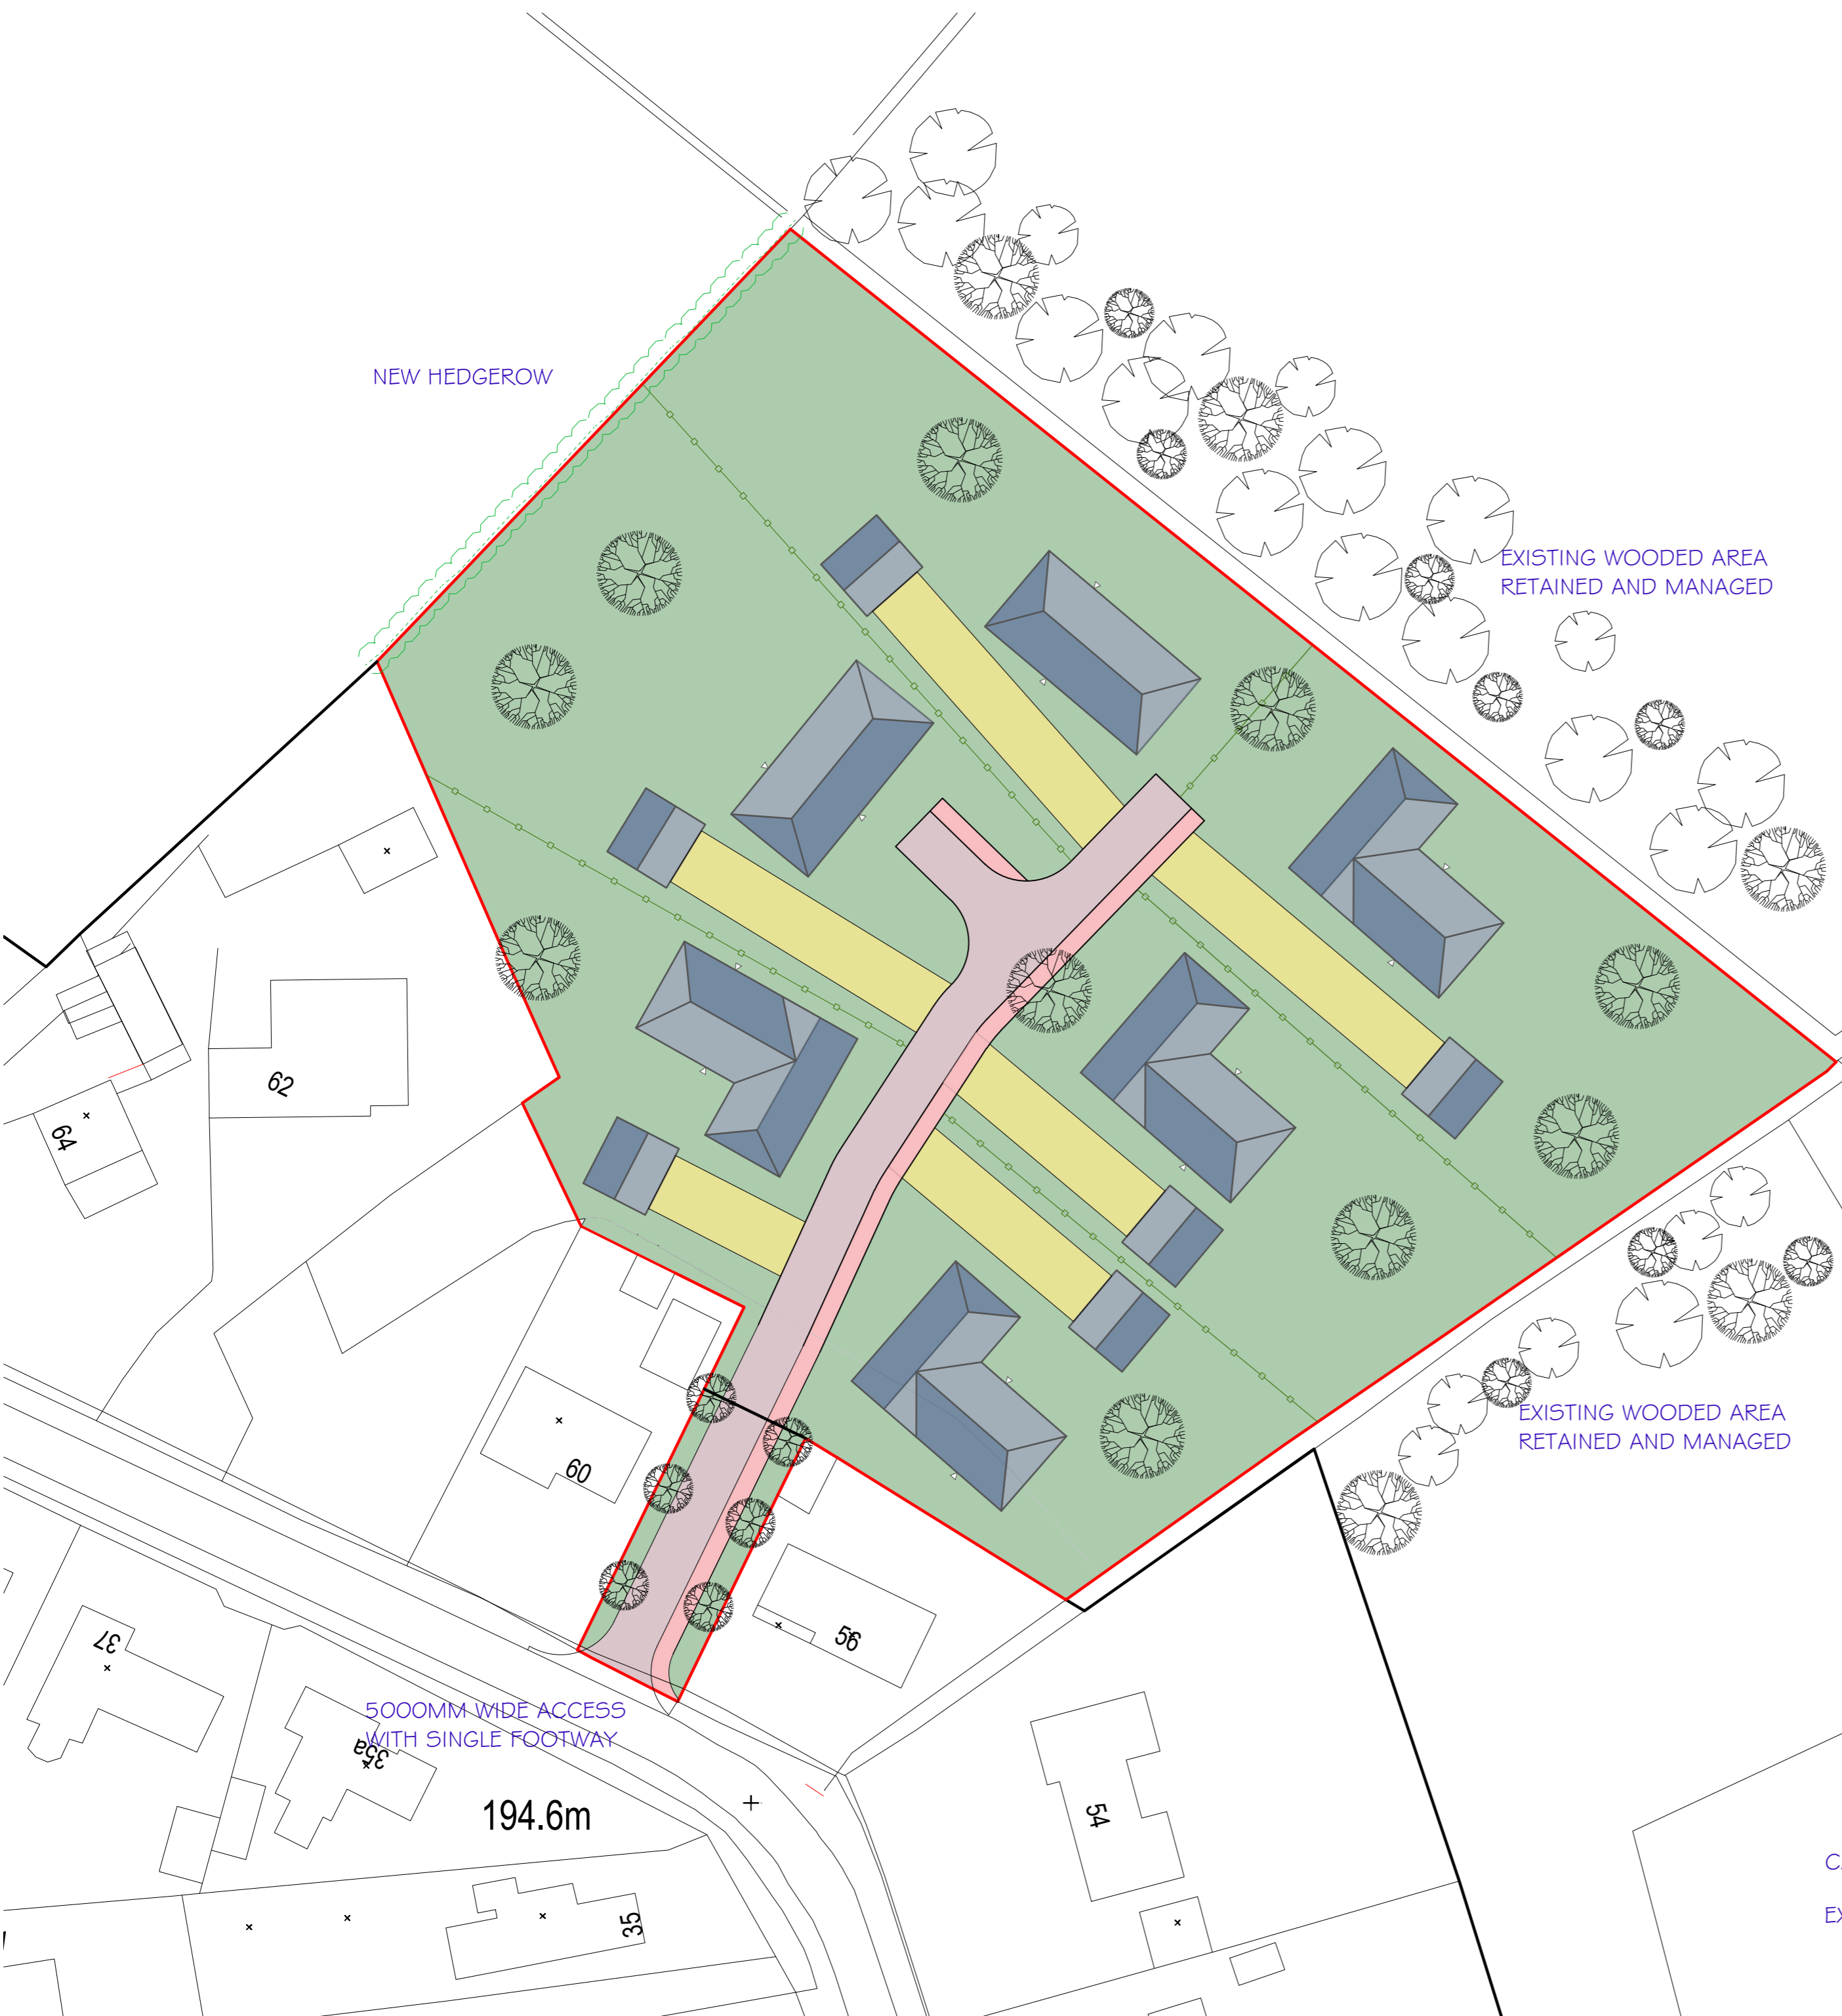 NEW HEDGEROW
EXISTING WOODED AREA
RETAINED AND MANAGED
62
64
60
56
EXISTING WOODED AREA
RETAINED AND MANAGED
37
5000MM WIDE ACCESS
WITH SINGLE FOOTWAY
35a
194.6m
54
35